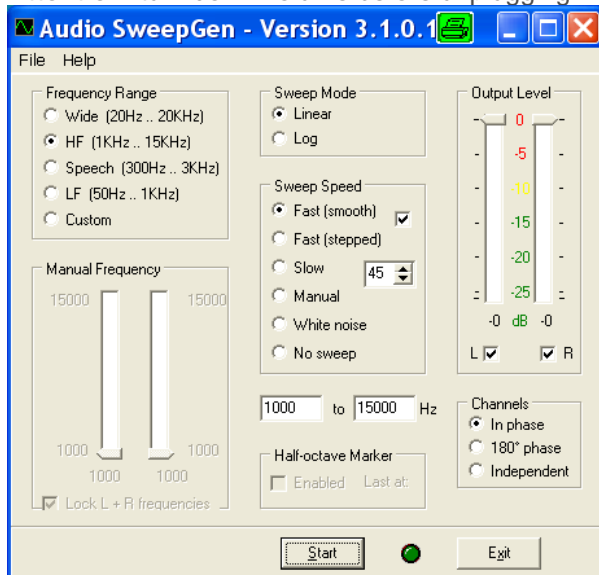 Audio SweepGen - Version 3.1.0.1
File Help
Frequency Range
Wide (20Hz .. 20KHz)
HF (1KHz .. 15KHz)
Speech (300Hz .. 3KHz)
LF (50Hz .. 1KHz)
Custom
Manual Frequency
15000 15000
1000 1000
1000 1000
Lock L + R frequencies
Sweep Mode
Linear
Log
Sweep Speed
Fast (smooth)
Fast (stepped)
Slow 45
Manual
White noise
No sweep
1000 to 15000 Hz
Half-octave Marker
Enabled Last at:
Output Level
0
-5
-10
-15
-20
-25
-0 dB -0
L R
Channels
In phase
180° phase
Independent
Start Exit